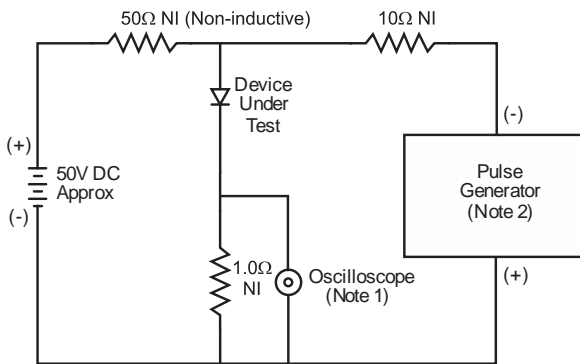 50Ω NI (Non-inductive)
10Ω NI
Device
Under
Test
(-)
(+)
50V DC
Approx
(-)
Pulse
Generator
(Note 2)
1.0Ω
NI
Oscilloscope
(Note 1)
(+)